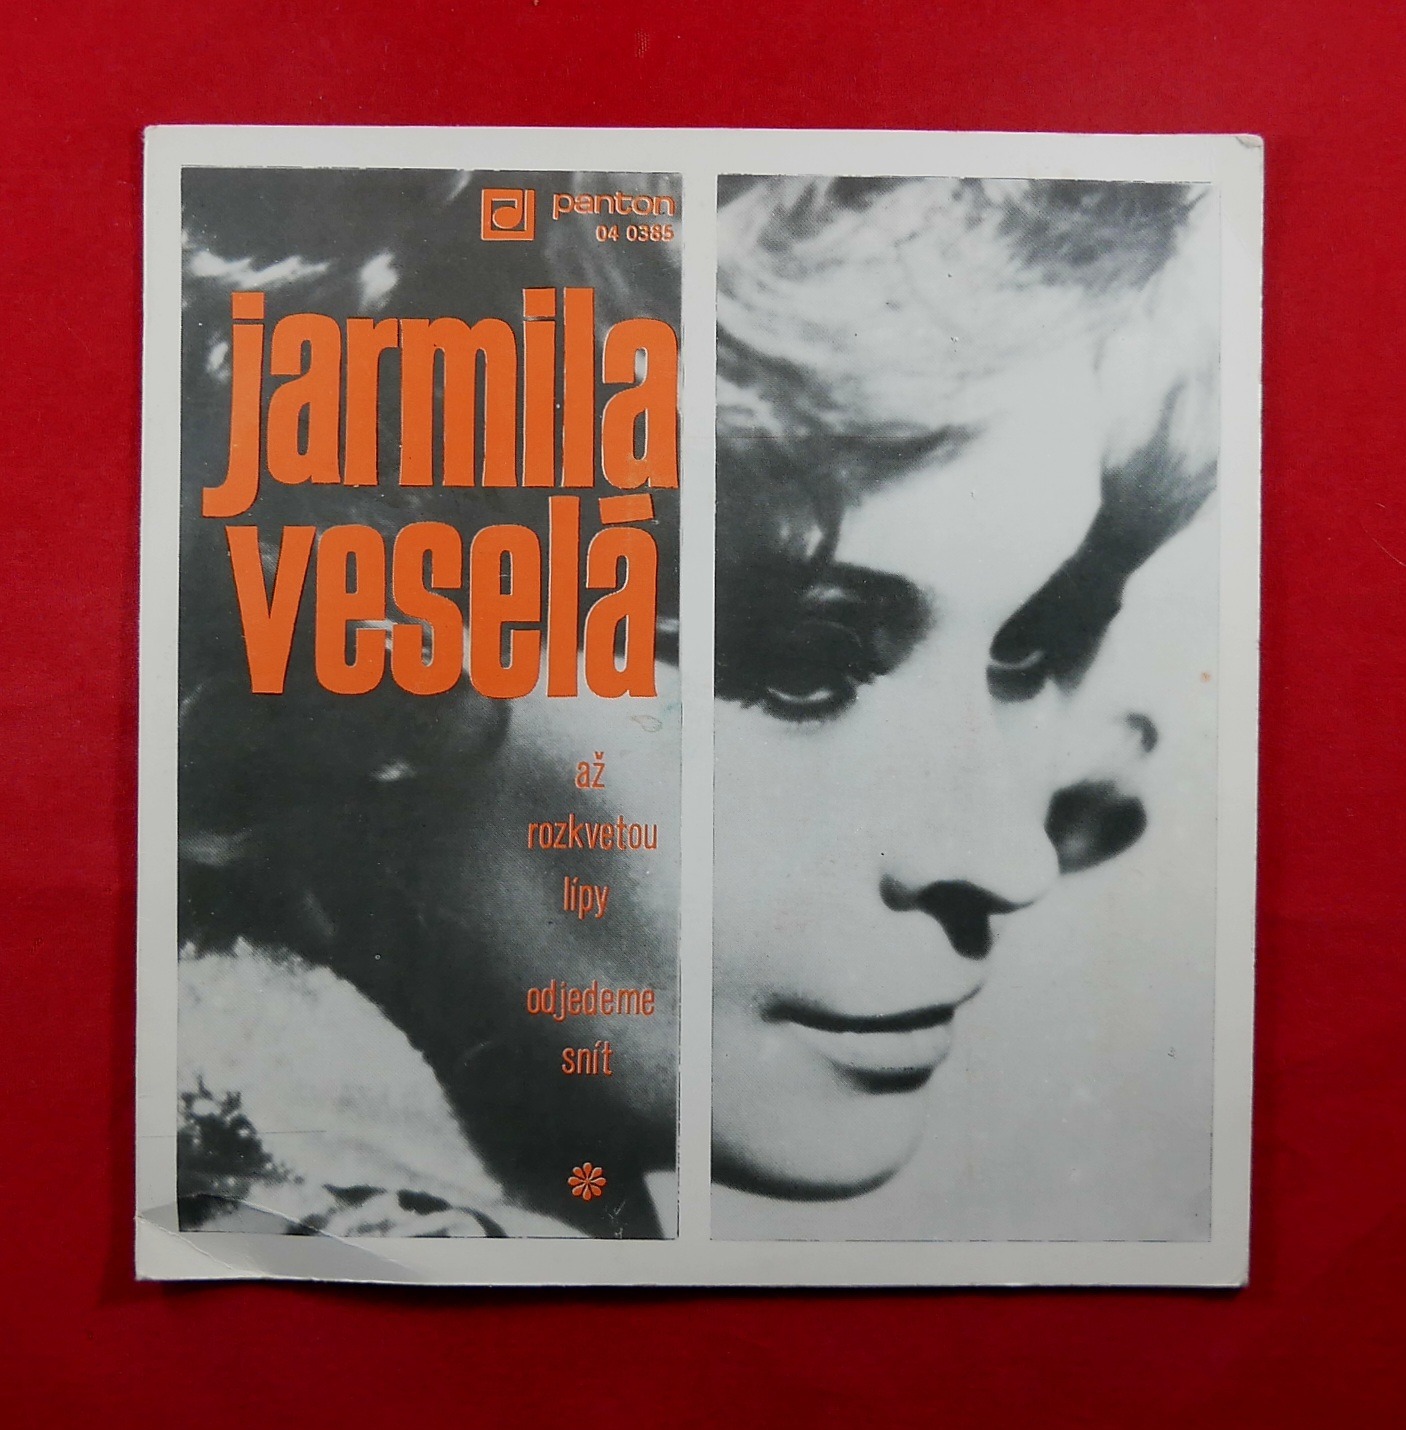 panton
04 0385
jarmila
veselá
až
rozkvetou
lípy
odjedeme
snít